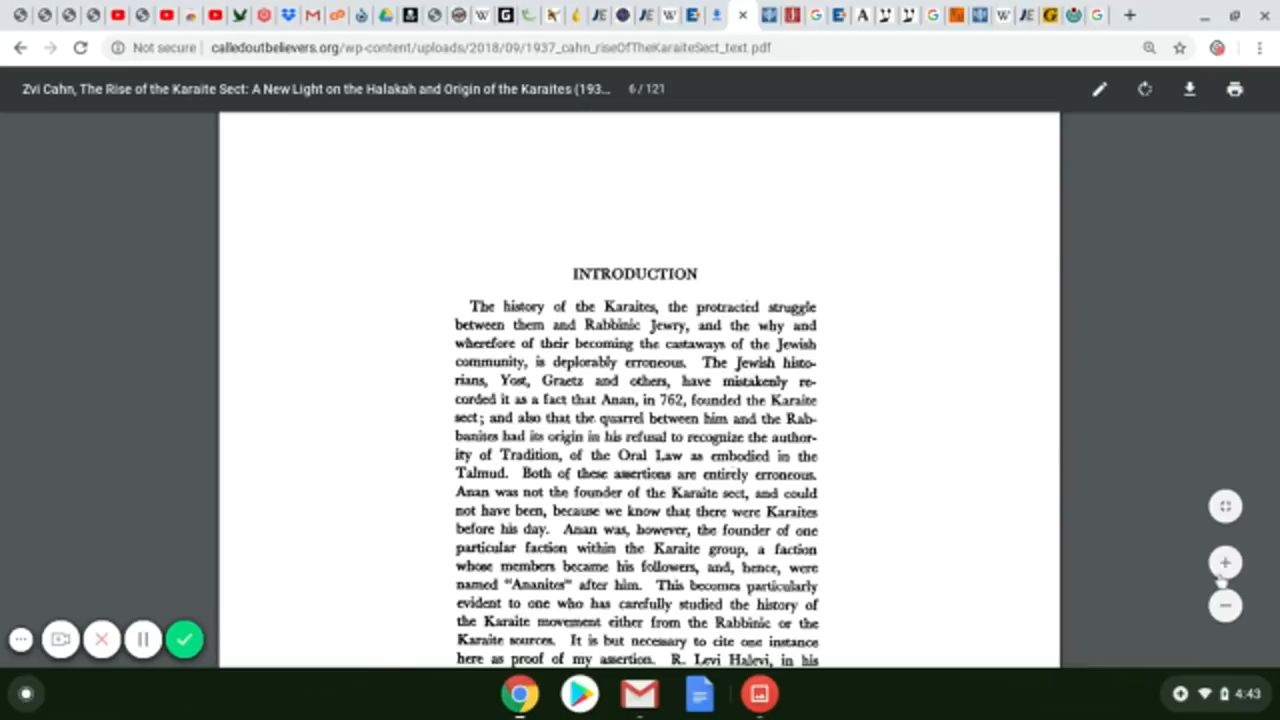 Not secure | calledoutbelievers.org/wp-content/uploads/2018/09/1937_cahn_riseOfTheKaraiteSect_text.pdf
Zvi Cahn, The Rise of the Karaite Sect: A New Light on the Halakah and Origin of the Karaites (193... 6 / 121
INTRODUCTION
The history of the Karaites, the protracted struggle
between them and Rabbinic Jewry, and the why and
wherefore of their becoming the castaways of the Jewish
community, is deplorably erroneous. The Jewish histo-
rians, Yost, Graetz and others, have mistakenly re-
corded it as a fact that Anan, in 762, founded the Karaite
sect; and also that the quarrel between him and the Rab-
banites had its origin in his refusal to recognize the author-
ity of Tradition, of the Oral Law as embodied in the
Talmud. Both of these assertions are entirely erroneous.
Anan was not the founder of the Karaite sect, and could
not have been, because we know that there were Karaites
before his day. Anan was, however, the founder of one
particular faction within the Karaite group, a faction
whose members became his followers, and, hence, were
named "Ananites" after him. This becomes particularly
evident to one who has carefully studied the history of
the Karaite movement either from the Rabbinic or the
Karaite sources. It is but necessary to cite one instance
here as proof of my assertion. R. Levi Halevi, in his
4:43